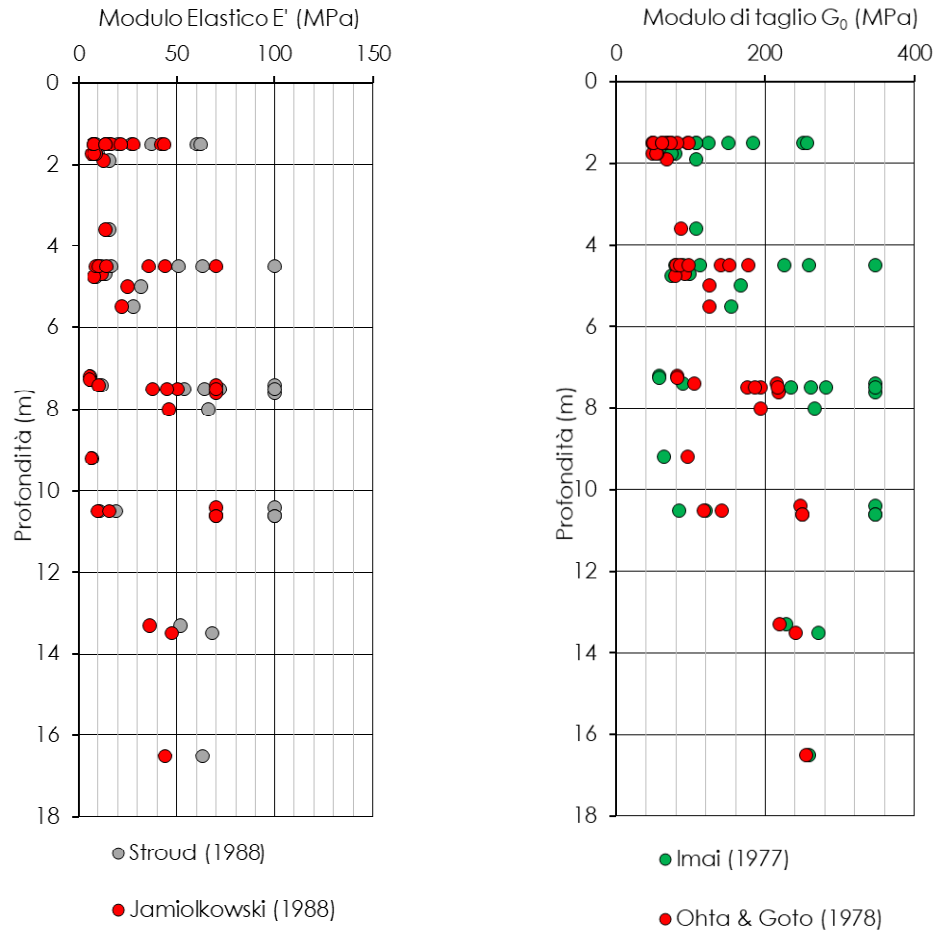 Modulo Elastico E' (MPa)
0 50 100 150
0
2
4
6
8
10
12
14
16
18
Profondità (m)
Stroud (1988)
Jamiolkowski (1988)
Modulo di taglio G₀ (MPa)
0 200 400
0
2
4
6
8
10
12
14
16
18
Profondità (m)
Imai (1977)
Ohta & Goto (1978)